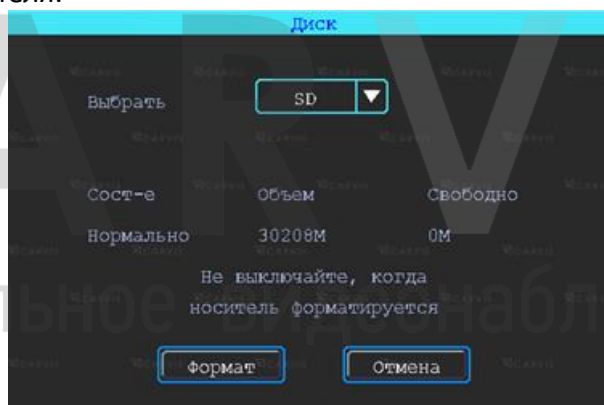 Диск
Выбрать SD
Сост-е Объем Свободно
Нормально 30208M 0M
Не выключайте, когда
носитель форматируется
Формат Отмена